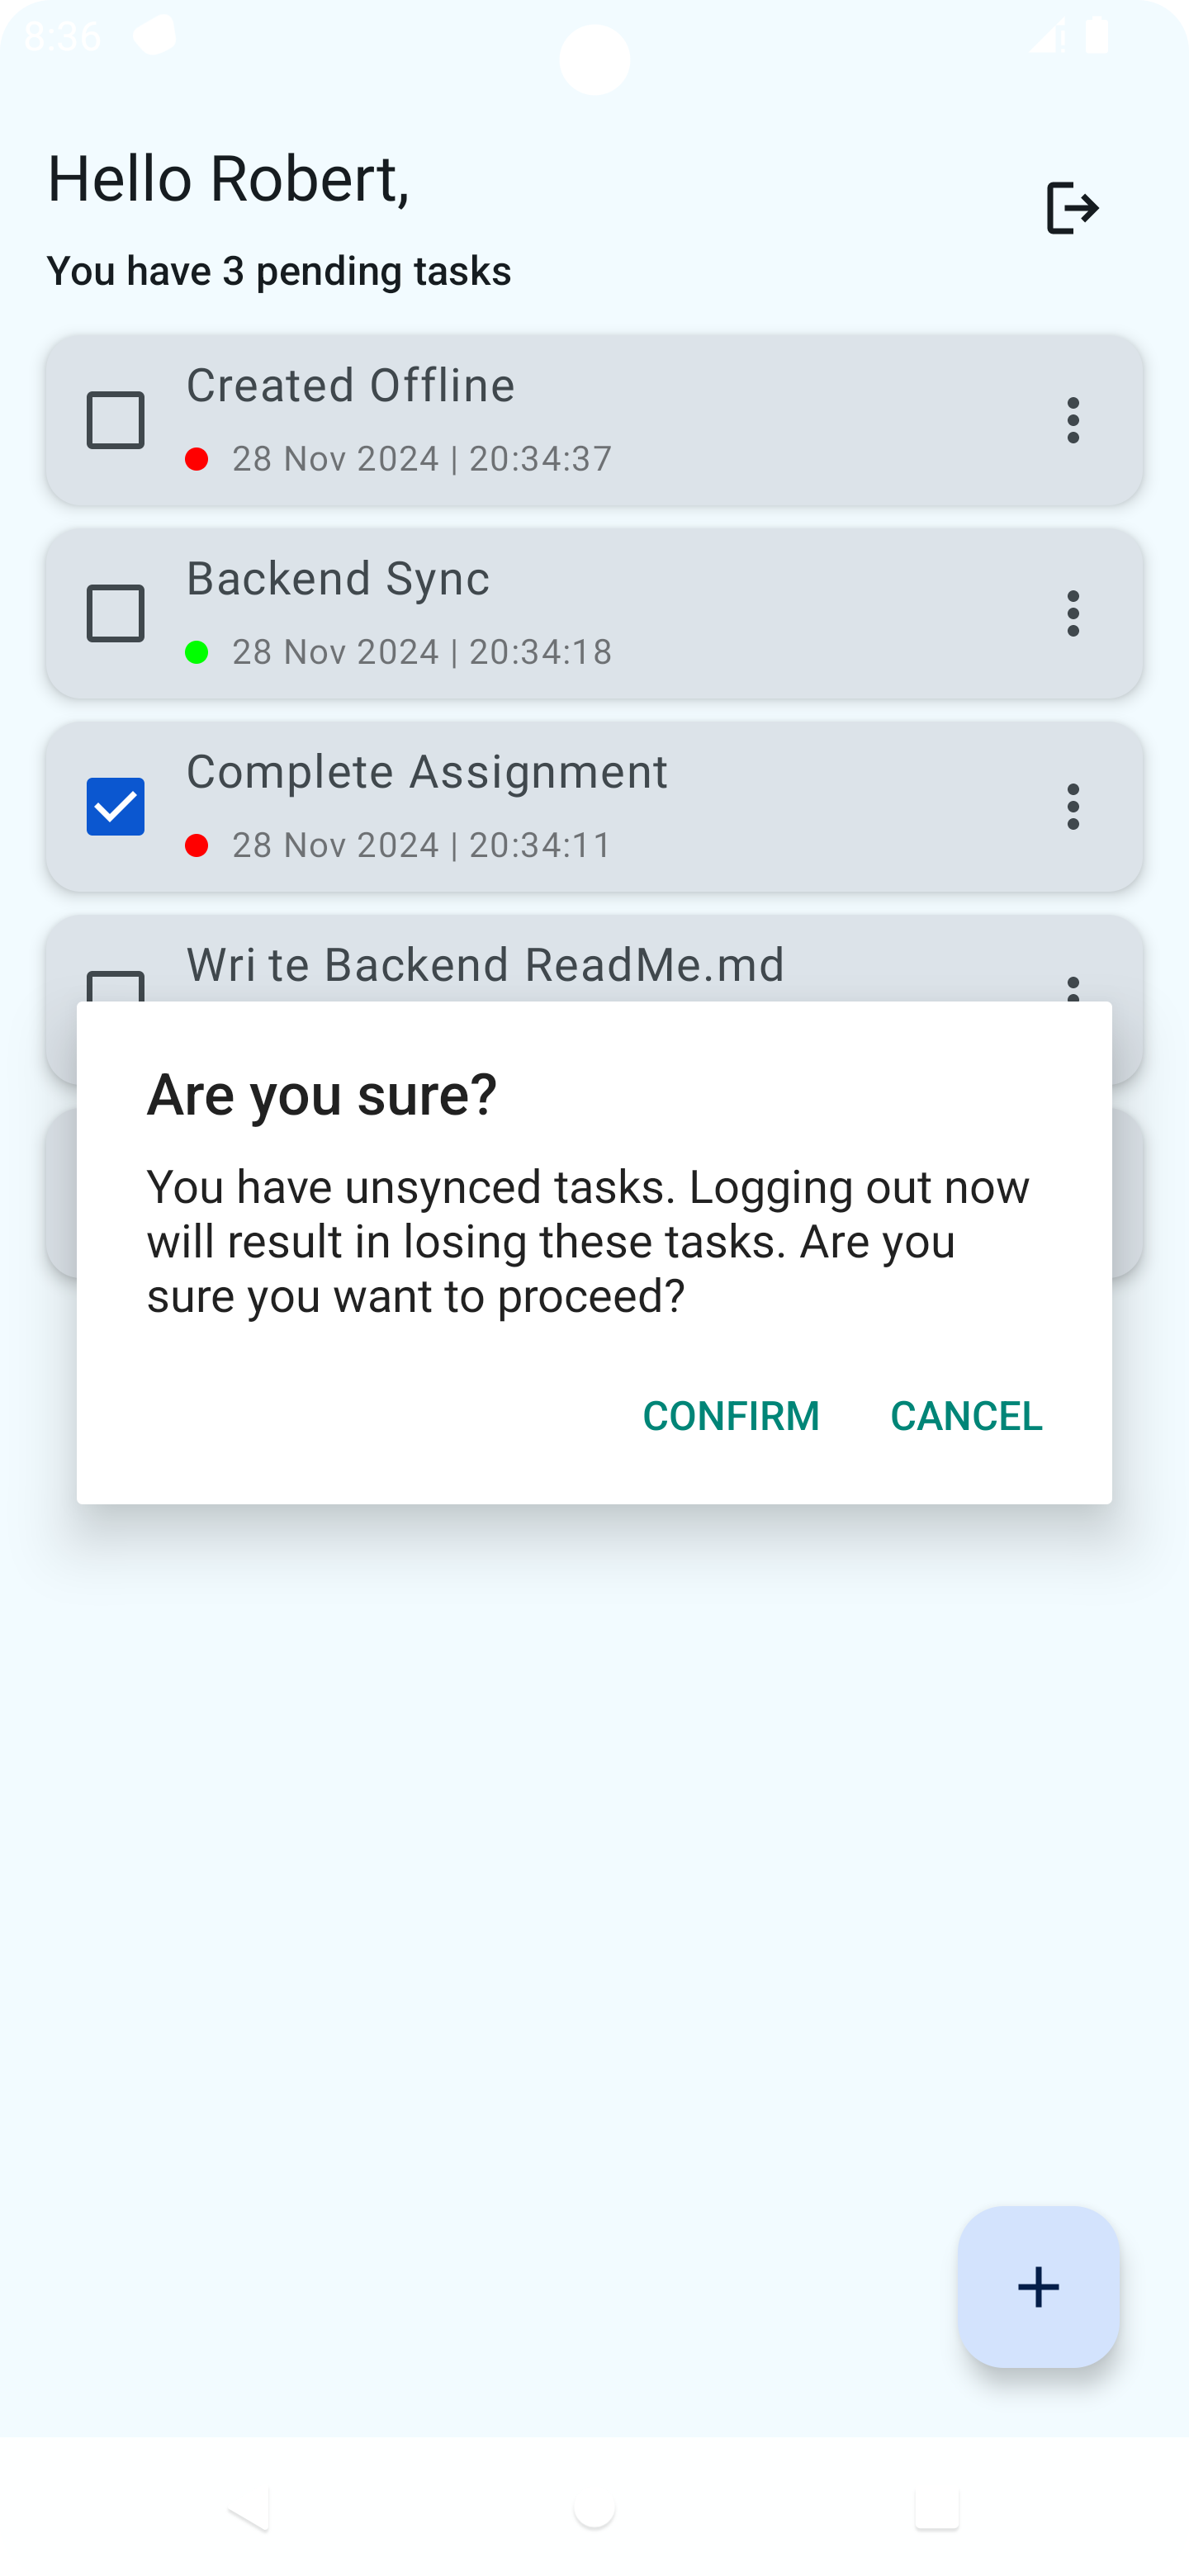 8:36
Hello Robert,
You have 3 pending tasks
Created Offline
28 Nov 2024 | 20:34:37
Backend Sync
28 Nov 2024 | 20:34:18
Complete Assignment
28 Nov 2024 | 20:34:11
Wri te Backend ReadMe.md
Are you sure?
You have unsynced tasks. Logging out now
will result in losing these tasks. Are you
sure you want to proceed?
CONFIRM CANCEL